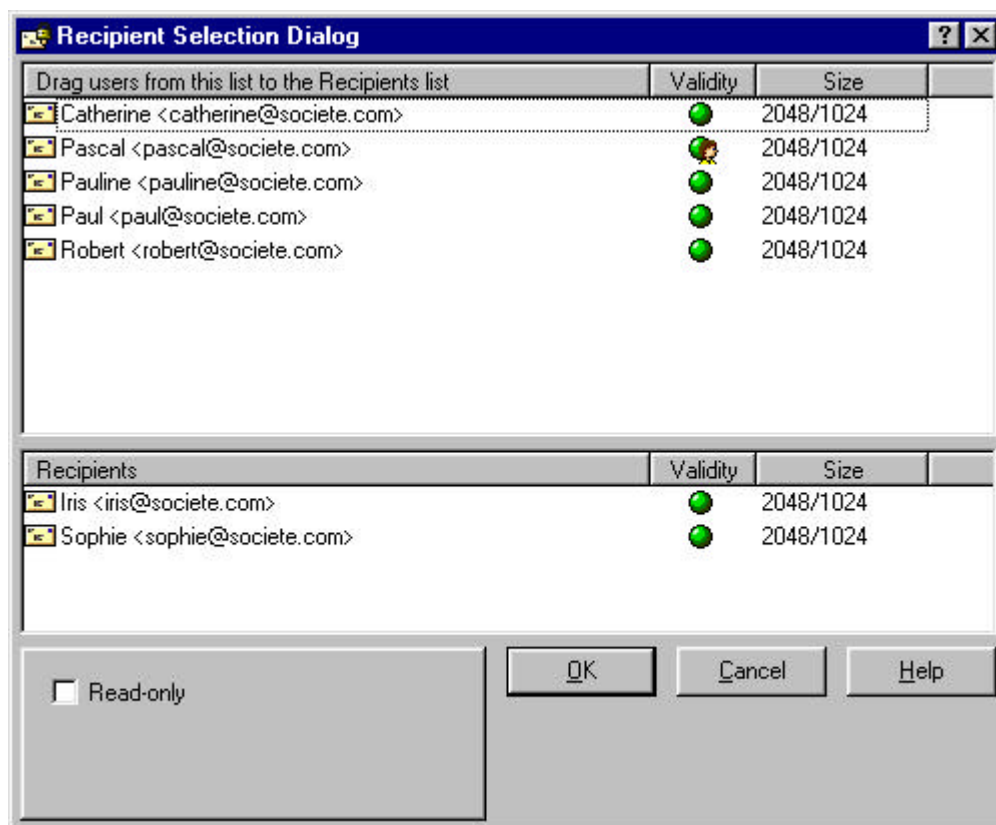 Recipient Selection Dialog
Drag users from this list to the Recipients list Validity Size
Catherine <catherine@societe.com> 2048/1024
Pascal <pascal@societe.com> 2048/1024
Pauline <pauline@societe.com> 2048/1024
Paul <paul@societe.com> 2048/1024
Robert <robert@societe.com> 2048/1024
Recipients Validity Size
Iris <iris@societe.com> 2048/1024
Sophie <sophie@societe.com> 2048/1024
Read-only
OK Cancel Help